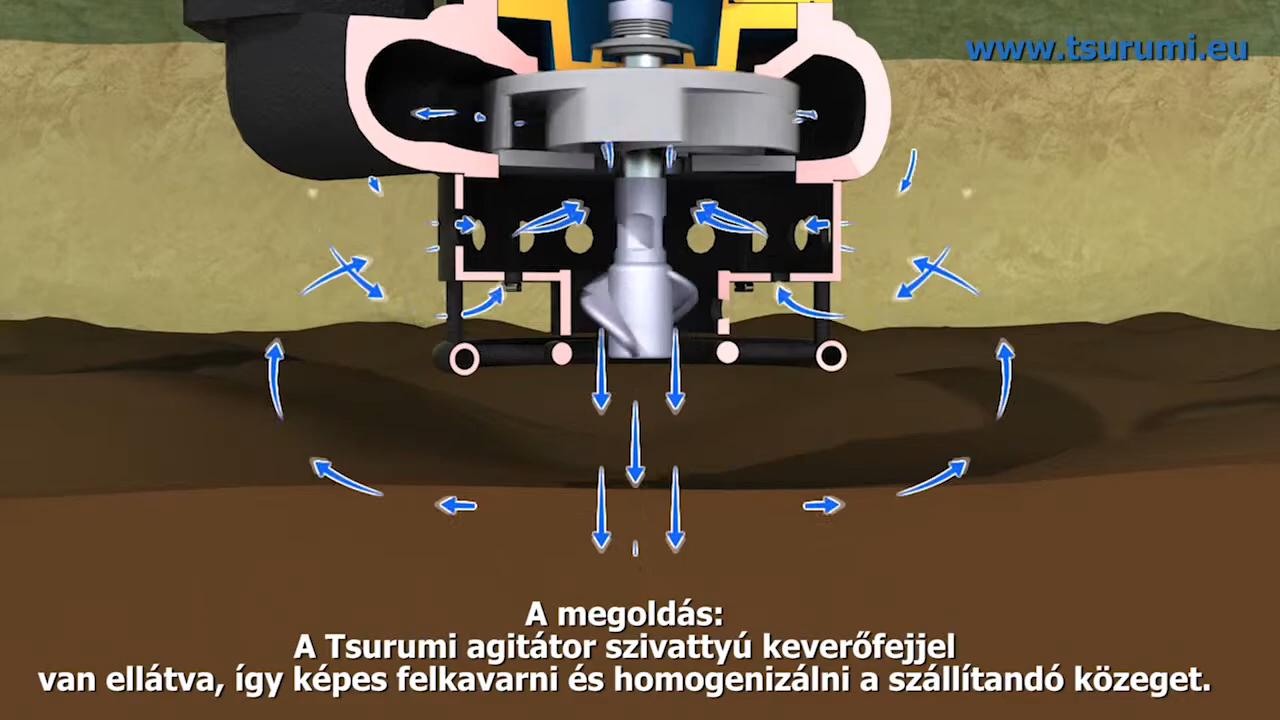 www.tsurumi.eu
A megoldás:
A Tsurumi agitátor szivattyú keverőfejjel
van ellátva, így képes felkavarni és homogenizálni a szállítandó közeget.